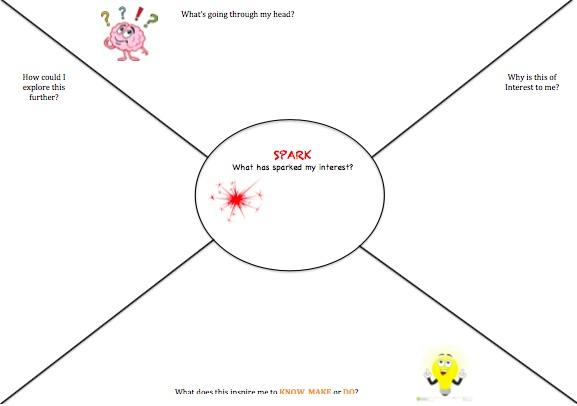 What's going through my head?
How could I
explore this
further?
Why is this of
Interest to me?
SPARK
What has sparked my interest?
What does this inspire me to KNOW, MAKE or DO?